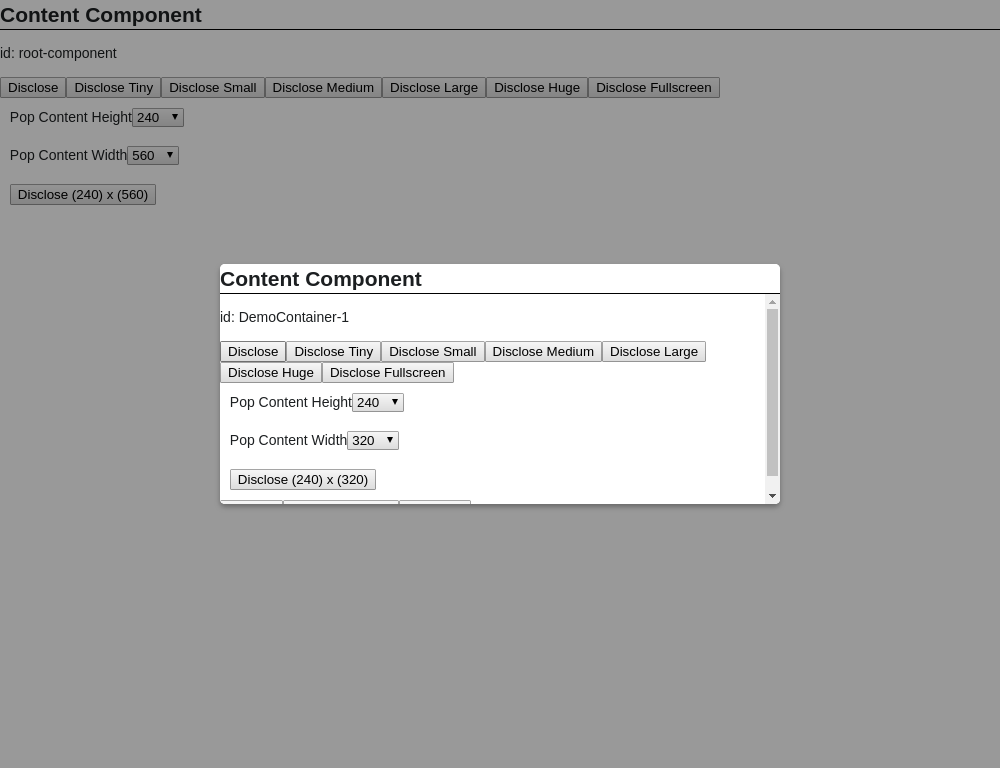 Content Component
id: root-component
Disclose Disclose Tiny Disclose Small Disclose Medium Disclose Large Disclose Huge Disclose Fullscreen
Pop Content Height 240
Pop Content Width 560
Disclose (240) x (560)
Content Component
id: DemoContainer-1
Disclose Disclose Tiny Disclose Small Disclose Medium Disclose Large
Disclose Huge Disclose Fullscreen
Pop Content Height 240
Pop Content Width 320
Disclose (240) x (320)